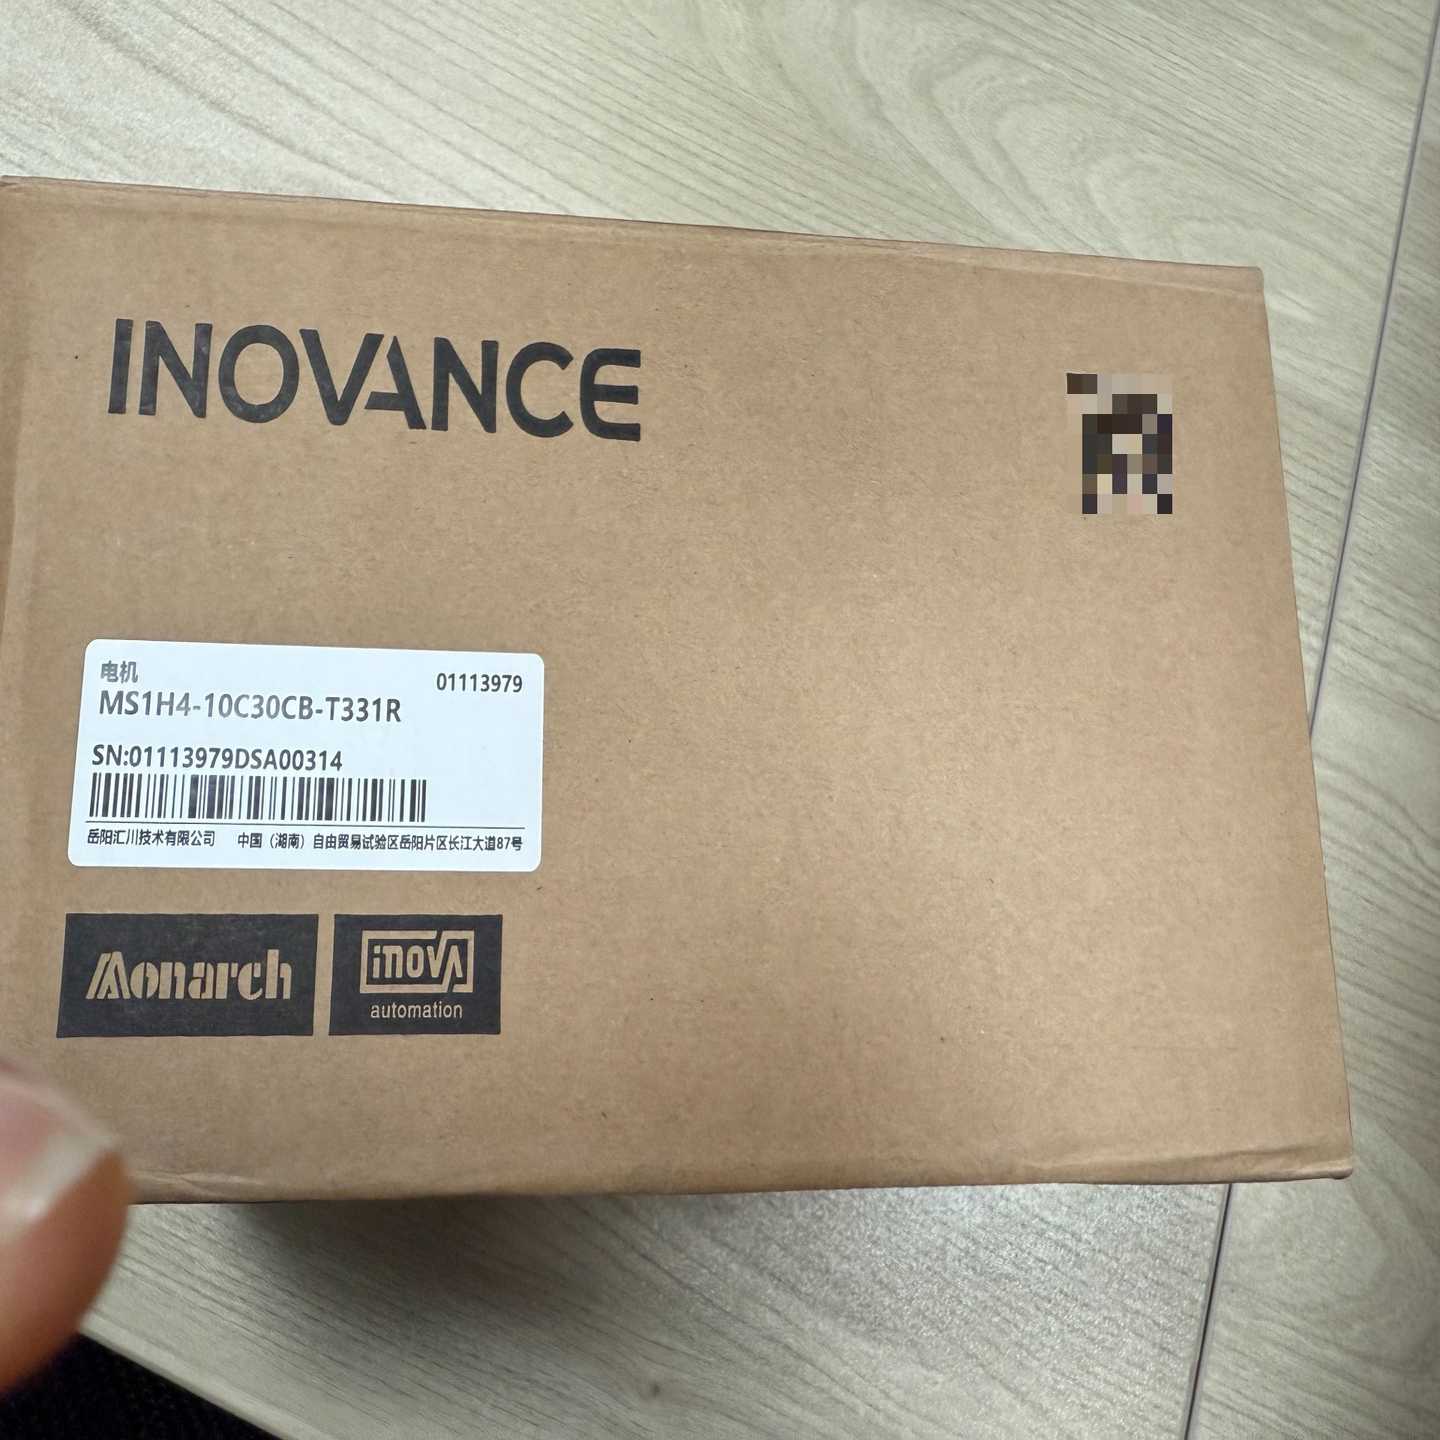 INOVANCE
电机
01113979
MS1H4-10C30CB-T331R
SN:01113979DSA00314
岳阳汇川技术有限公司 中国（湖南）自由贸易试验区岳阳片区长江大道87号
Monarch
inova
automation